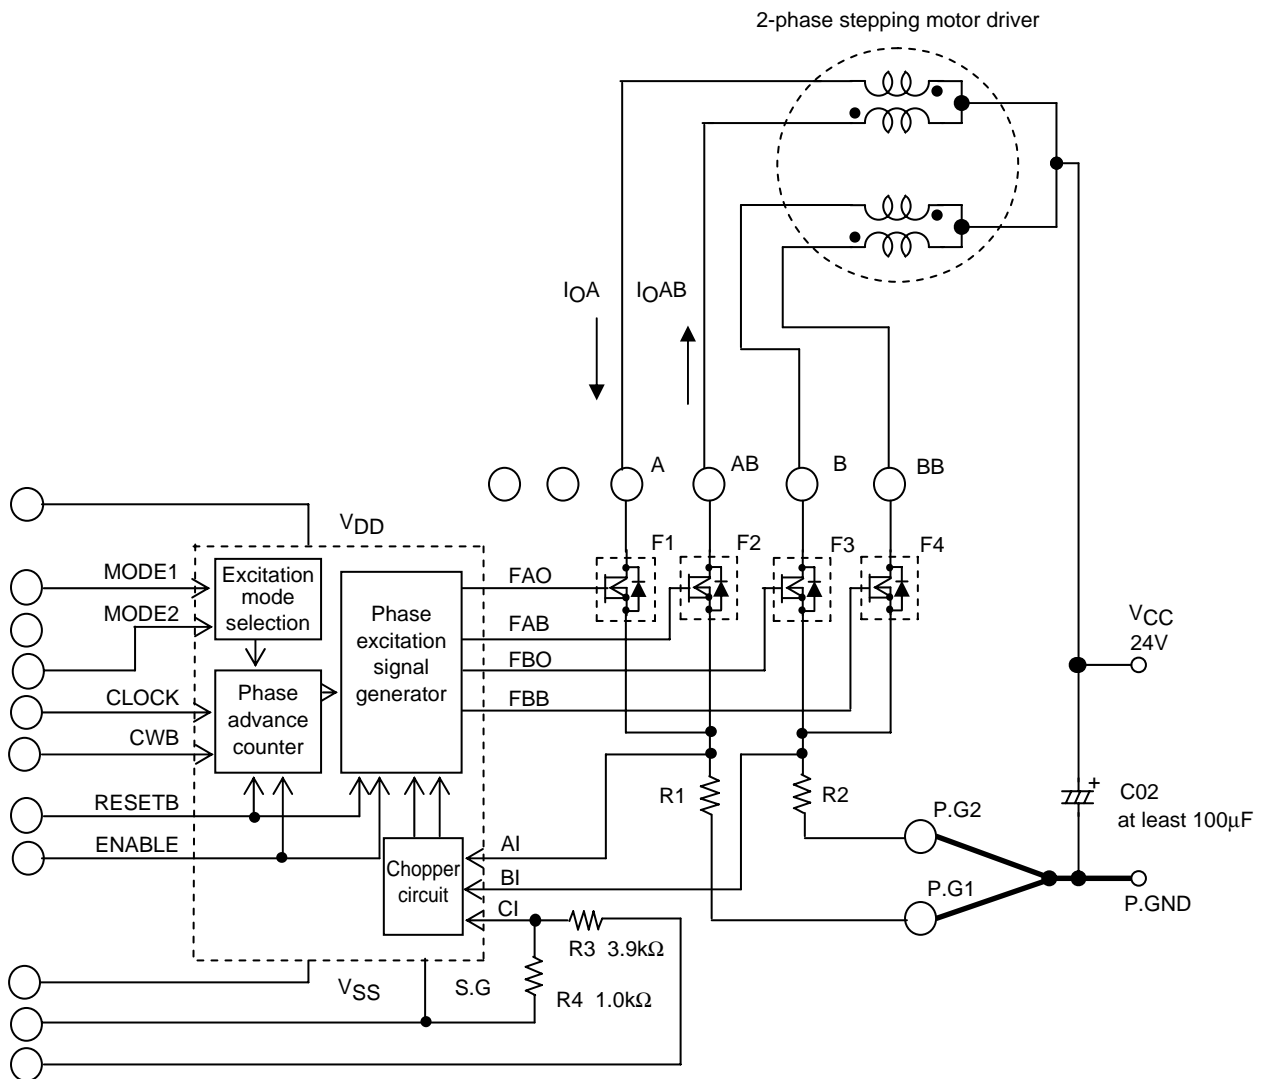 2-phase stepping motor driver
IOA
IOAB
A
AB
B
BB
VDD
F1
F2
F3
F4
MODE1
Excitation
mode
selection
FAO
MODE2
Phase
excitation
signal
generator
FAB
FBO
FBB
VCC
24V
CLOCK
Phase
advance
counter
CWB
R1
R2
RESETB
P.G2
+
C02
at least 100µF
ENABLE
Chopper
circuit
AI
BI
CI
P.G1
P.GND
R3 3.9kΩ
VSS
S.G
R4 1.0kΩ